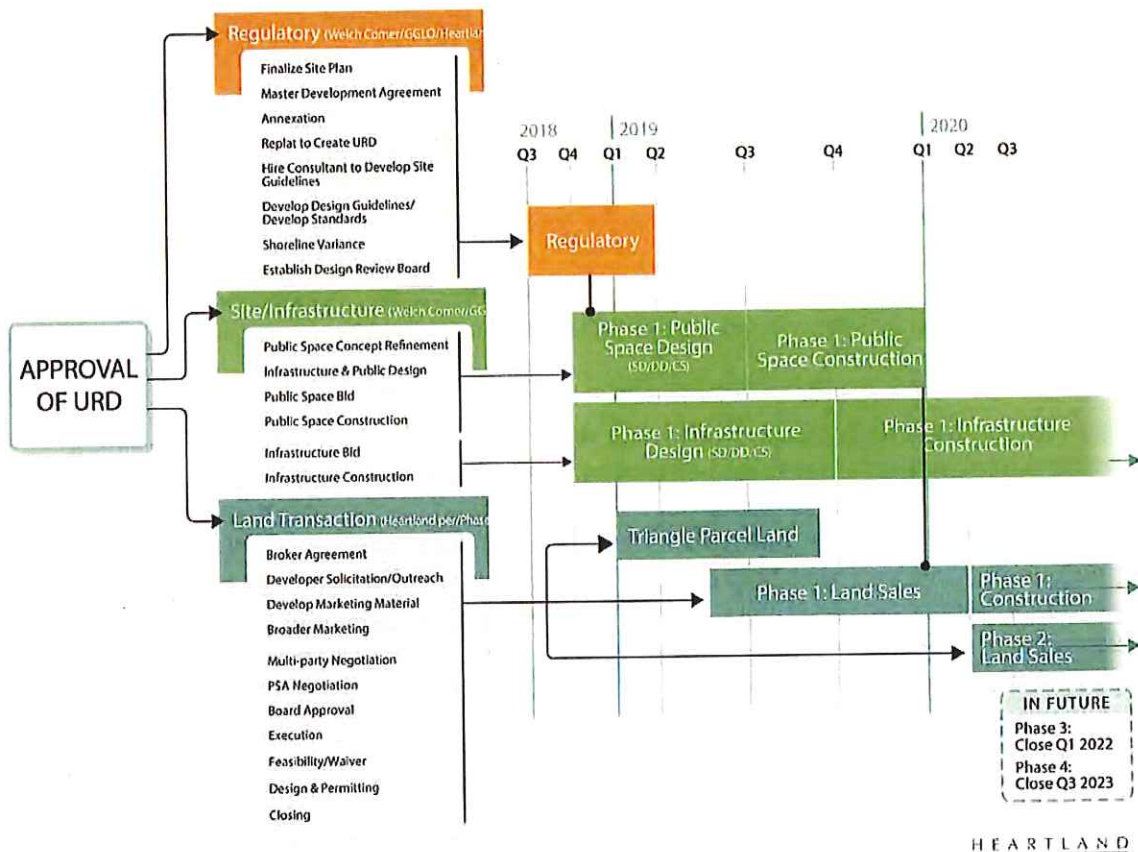 Regulatory (Welch Comer/GGLO/Heartlan
Finalize Site Plan
Master Development Agreement
Annexation
Replat to Create URD
Hire Consultant to Develop Site
Guidelines
Develop Design Guidelines/
Develop Standards
Shoreline Variance
Establish Design Review Board
Site/Infrastructure (Welch Comer/GG
Public Space Concept Refinement
Infrastructure & Public Design
Public Space Bid
Public Space Construction
Infrastructure Bid
Infrastructure Construction
APPROVAL
OF URD
Land Transaction (Heartland per/Phase
Broker Agreement
Developer Solicitation/Outreach
Develop Marketing Material
Broader Marketing
Multi-party Negotiation
PSA Negotiation
Board Approval
Execution
Feasibility/Waiver
Design & Permitting
Closing
2018 2019 2020
Q3 Q4 Q1 Q2 Q3 Q4 Q1 Q2 Q3
Regulatory
Phase 1: Public
Space Design
(SD/DD/CS)
Phase 1: Public
Space Construction
Phase 1: Infrastructure
Design (SD/DD/CS)
Phase 1: Infrastructure
Construction
Triangle Parcel Land
Phase 1: Land Sales
Phase 1:
Construction
Phase 2:
Land Sales
IN FUTURE
Phase 3:
Close Q1 2022
Phase 4:
Close Q3 2023
HEARTLAND